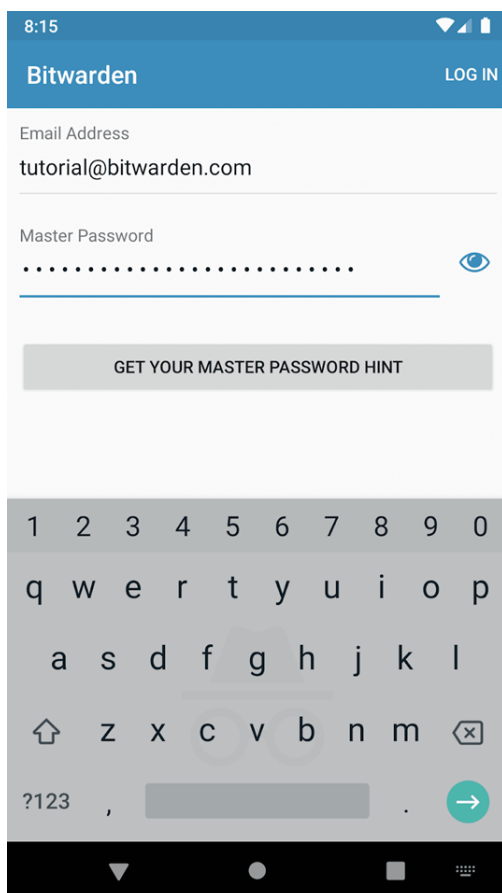 8:15
Bitwarden LOG IN
Email Address
tutorial@bitwarden.com
Master Password
••••••••••••••••••••••••••
GET YOUR MASTER PASSWORD HINT
1 2 3 4 5 6 7 8 9 0
q w e r t y u i o p
a s d f g h j k l
z x c v b n m
?123 , .